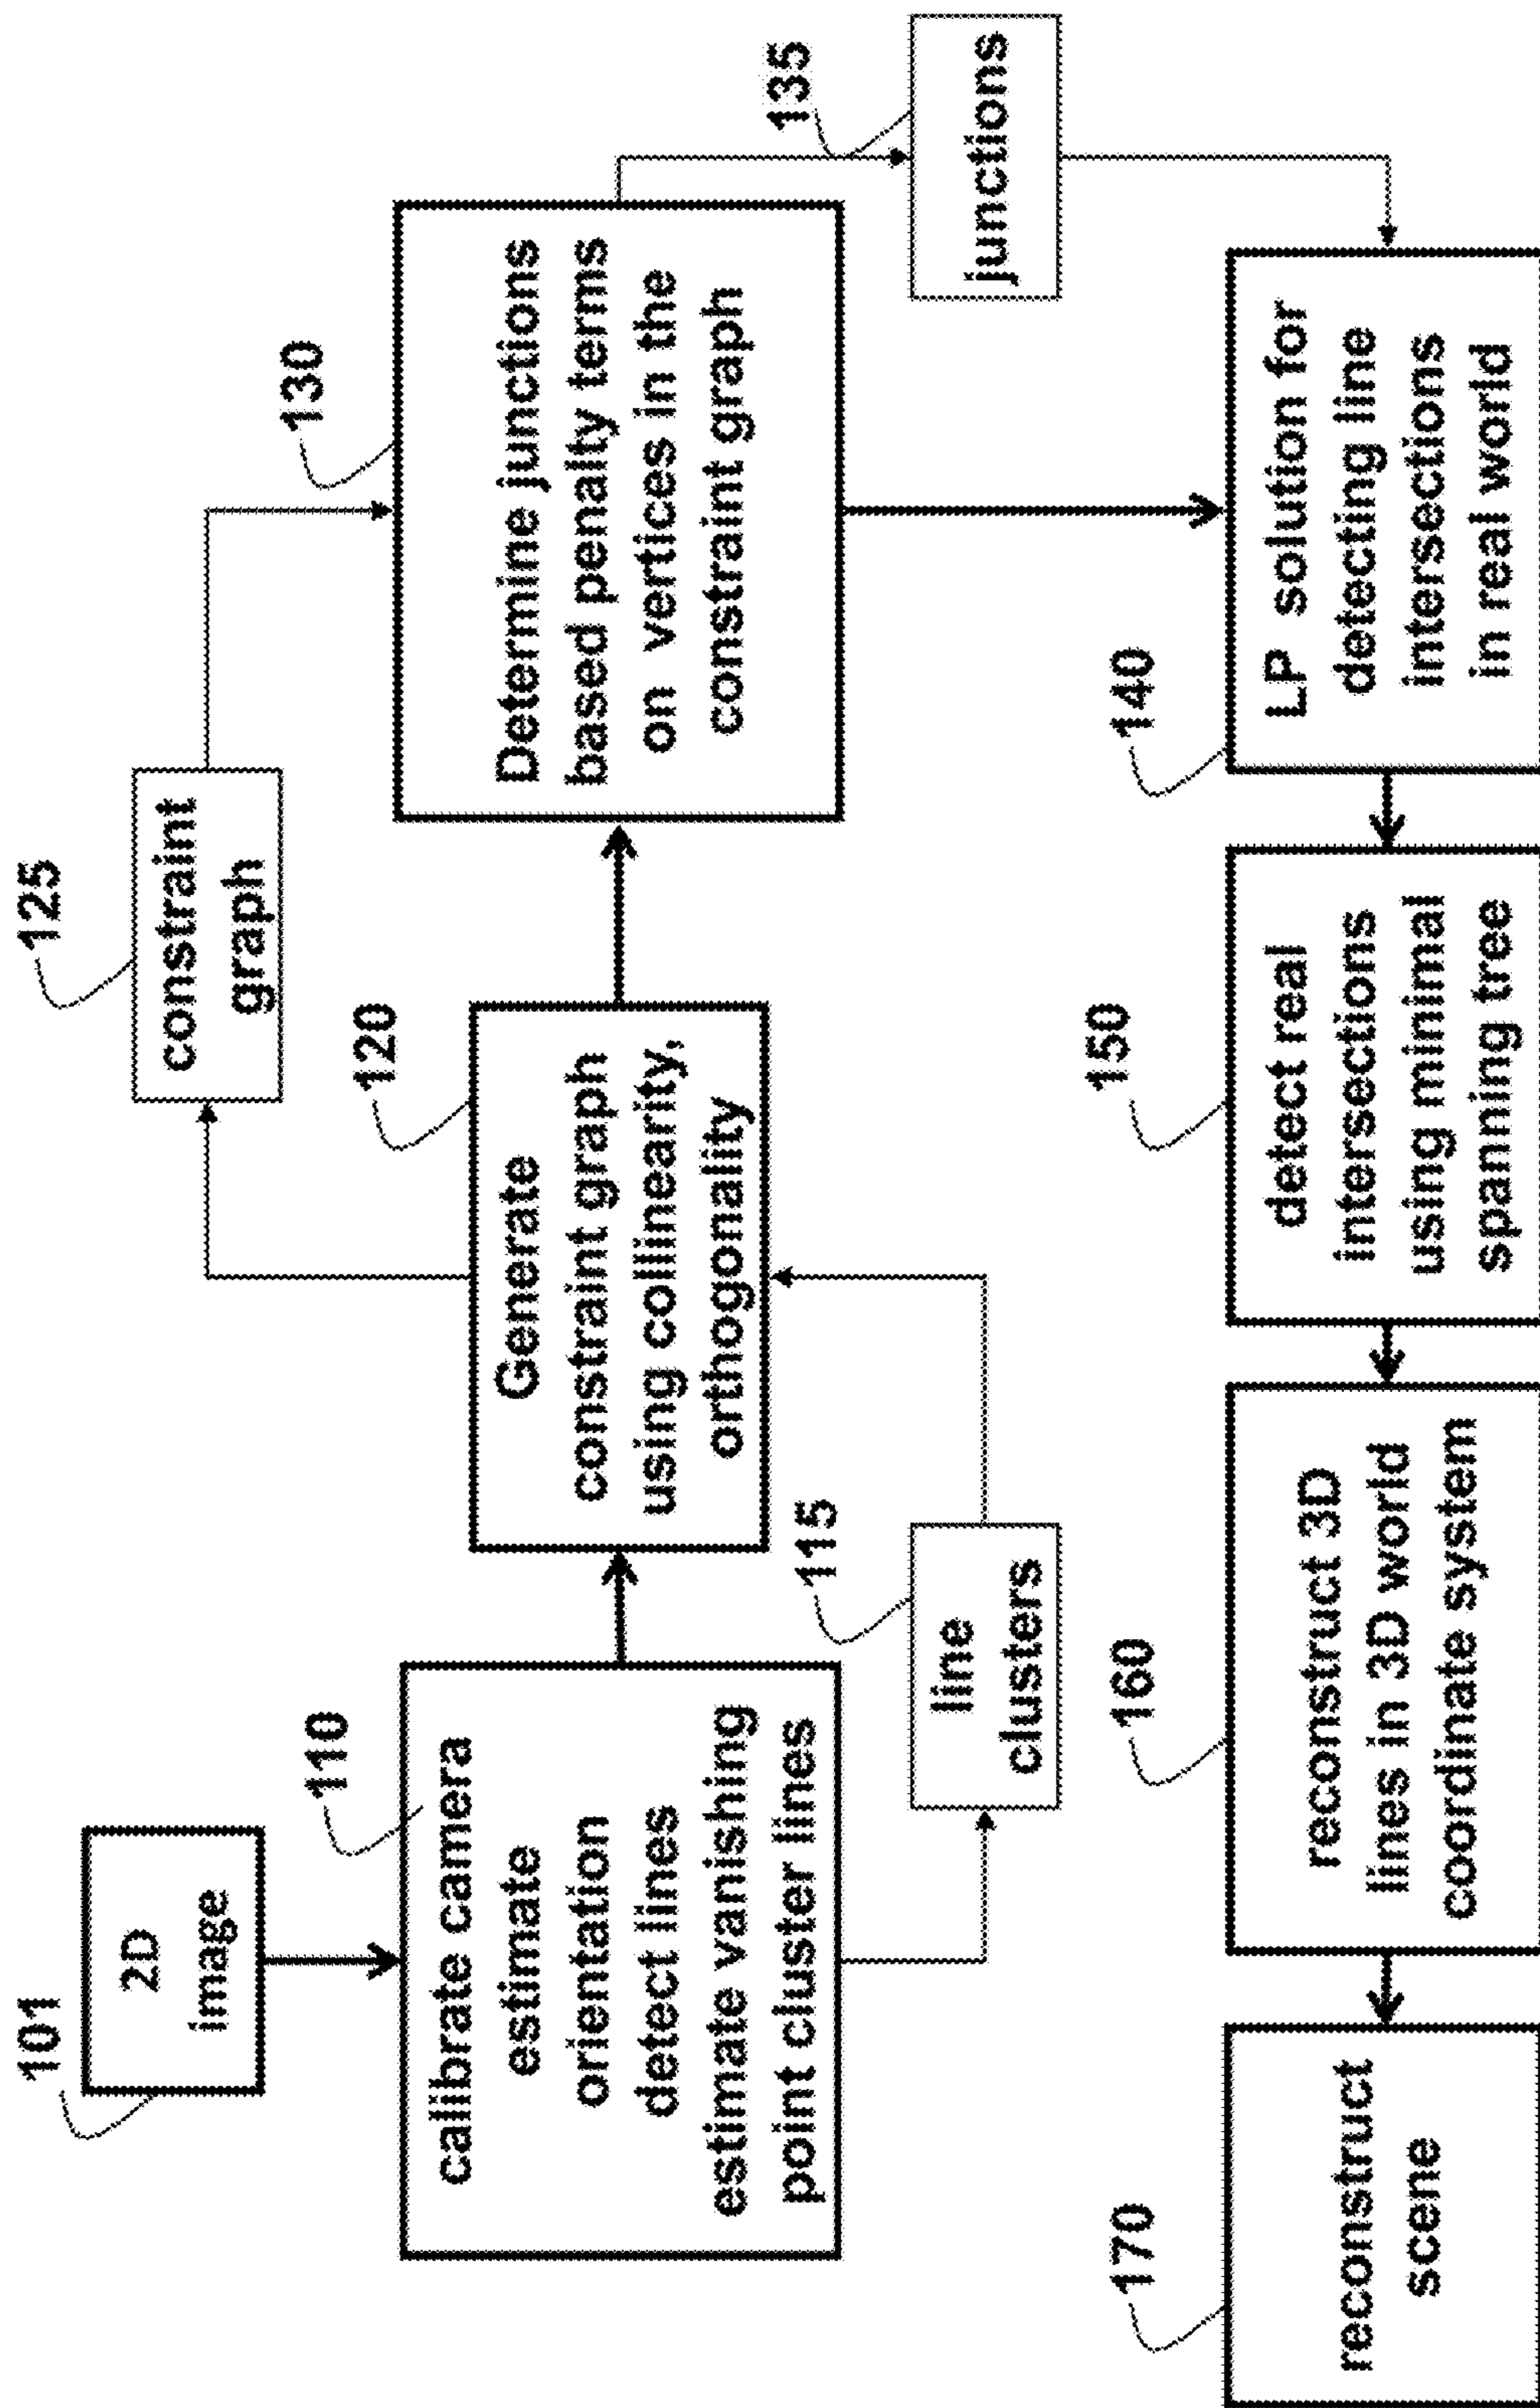 101
2D
image
110
calibrate camera
estimate
orientation
detect lines
estimate vanishing
point cluster lines
115
line
clusters
120
Generate
constraint graph
using collinearity,
orthogonality
125
constraint
graph
130
Determine junctions
based penalty terms
on vertices in the
constraint graph
135
junctions
140
LP solution for
detecting line
intersections
in real world
150
detect real
intersections
using minimal
spanning tree
160
reconstruct 3D
lines in 3D world
coordinate system
170
reconstruct
scene